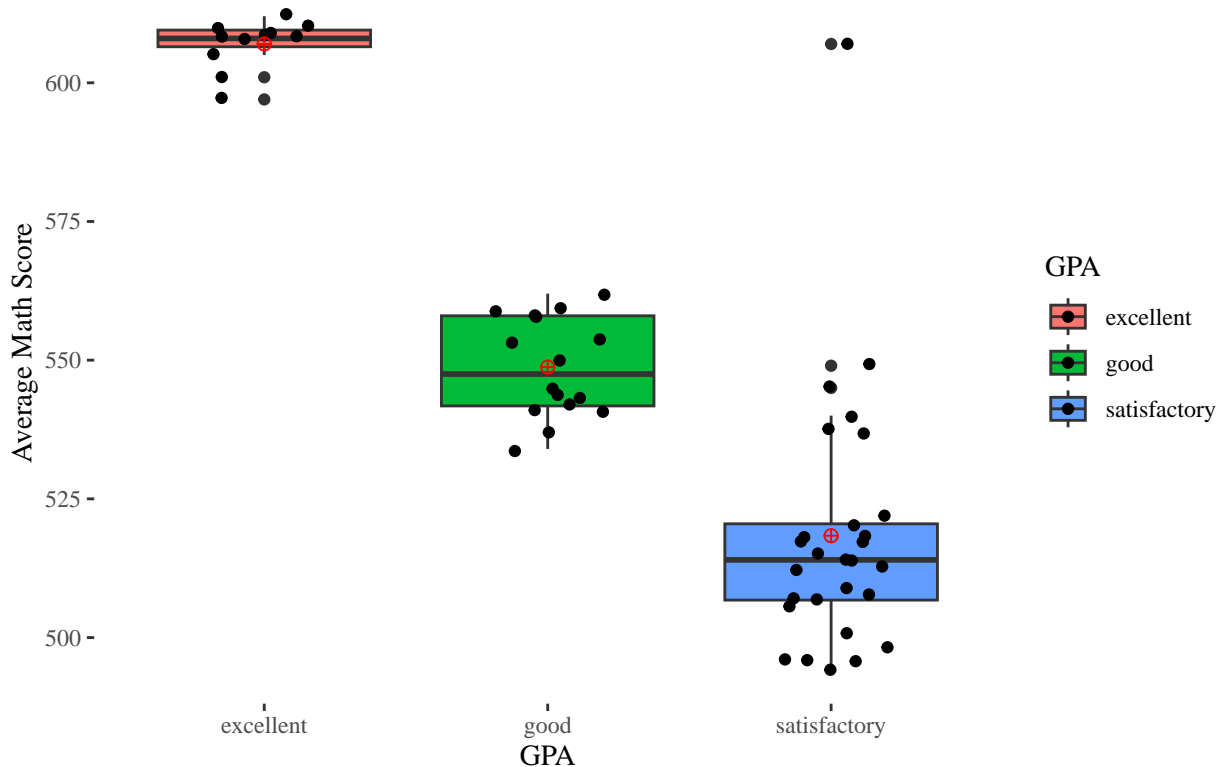 600
575
550
525
500
Average Math Score
excellent
good
satisfactory
GPA
GPA
excellent
good
satisfactory